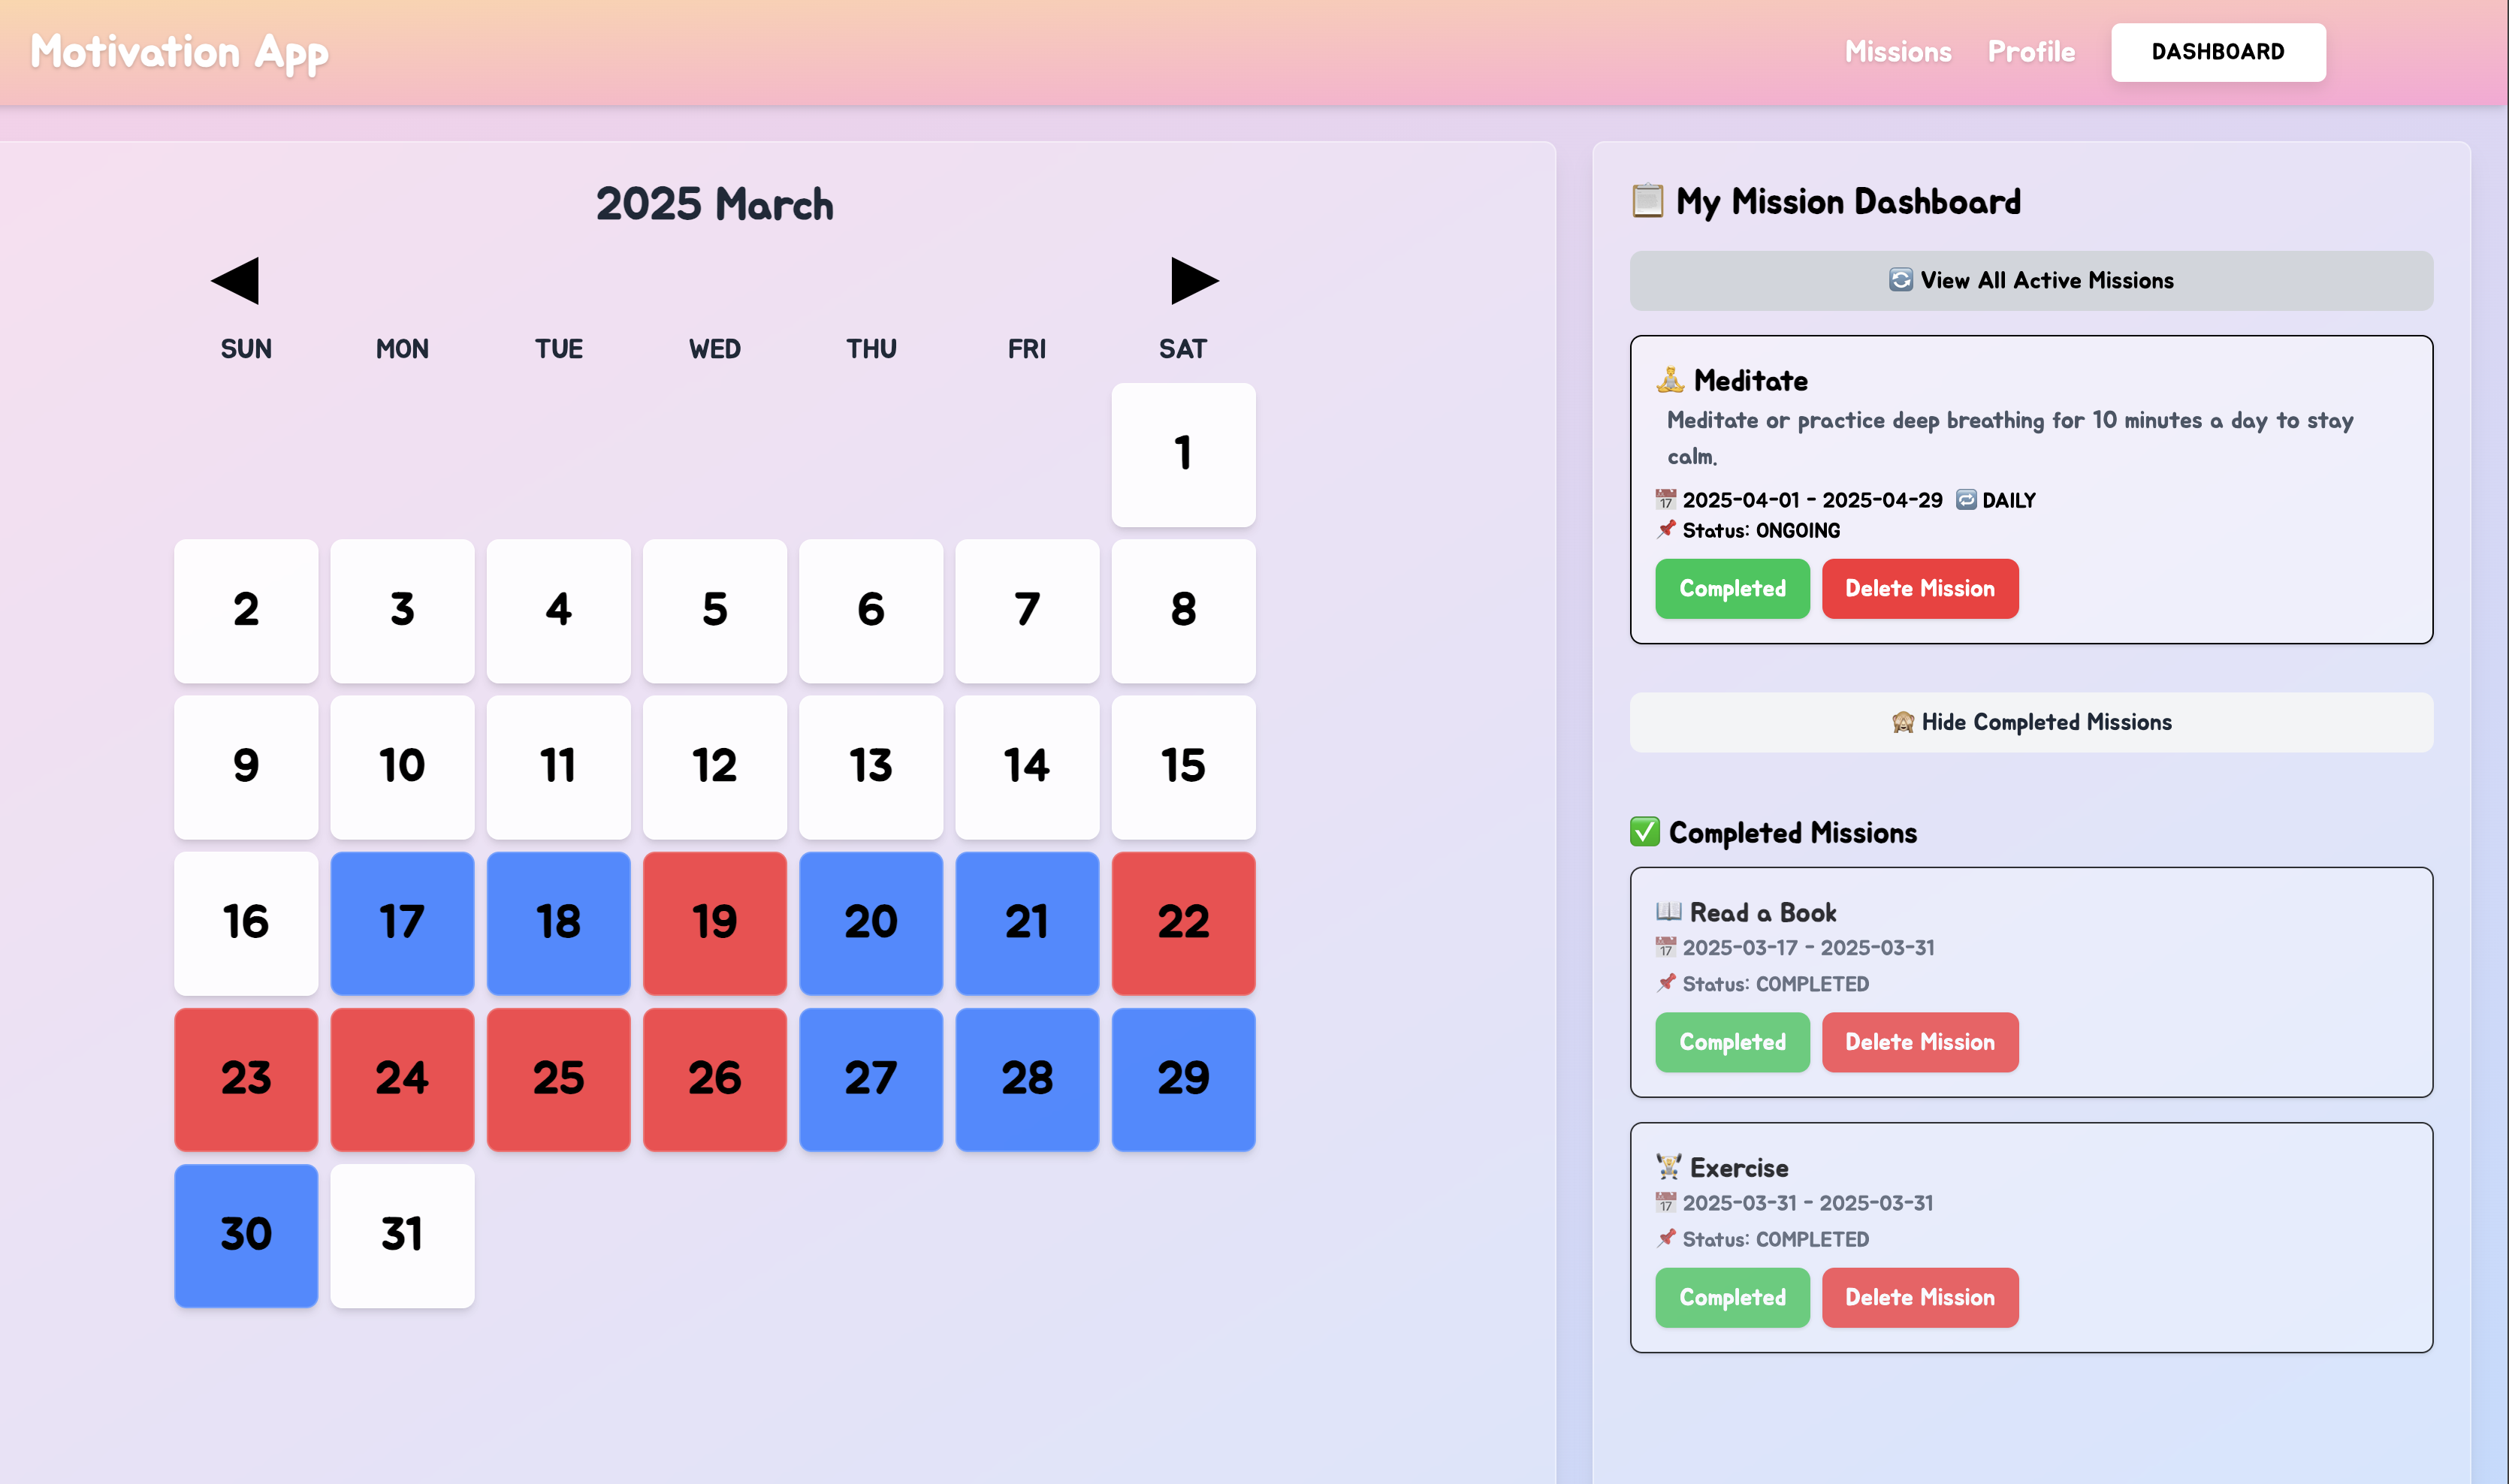 Motivation App
Missions Profile DASHBOARD
2025 March
SUN MON TUE WED THU FRI SAT
1
2 3 4 5 6 7 8
9 10 11 12 13 14 15
16 17 18 19 20 21 22
23 24 25 26 27 28 29
30 31
My Mission Dashboard
View All Active Missions
Meditate
Meditate or practice deep breathing for 10 minutes a day to stay
calm.
2025-04-01 - 2025-04-29 DAILY
Status: ONGOING
Completed Delete Mission
Hide Completed Missions
Completed Missions
Read a Book
2025-03-17 - 2025-03-31
Status: COMPLETED
Completed Delete Mission
Exercise
2025-03-31 - 2025-03-31
Status: COMPLETED
Completed Delete Mission